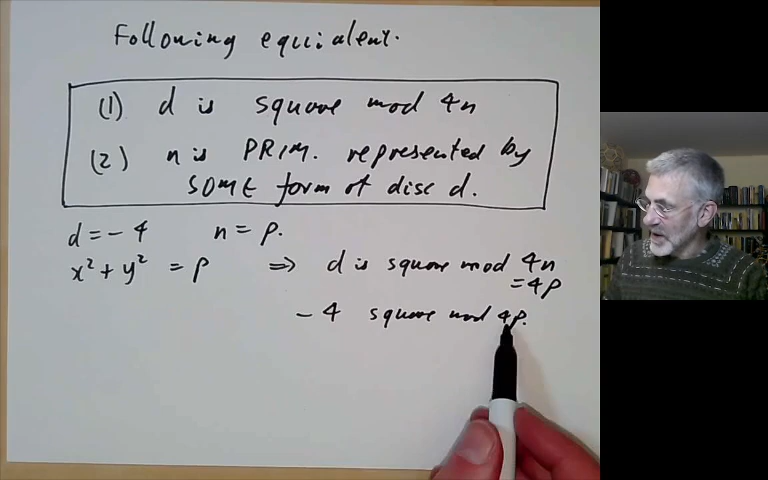 Following equivalent.
(1) d is square mod 4n
(2) n is PRIM. represented by
SOME form of disc d.
d = - 4 n = p.
x² + y² = p ⇒ d is square mod 4n
= 4p
- 4 square mod 4p.